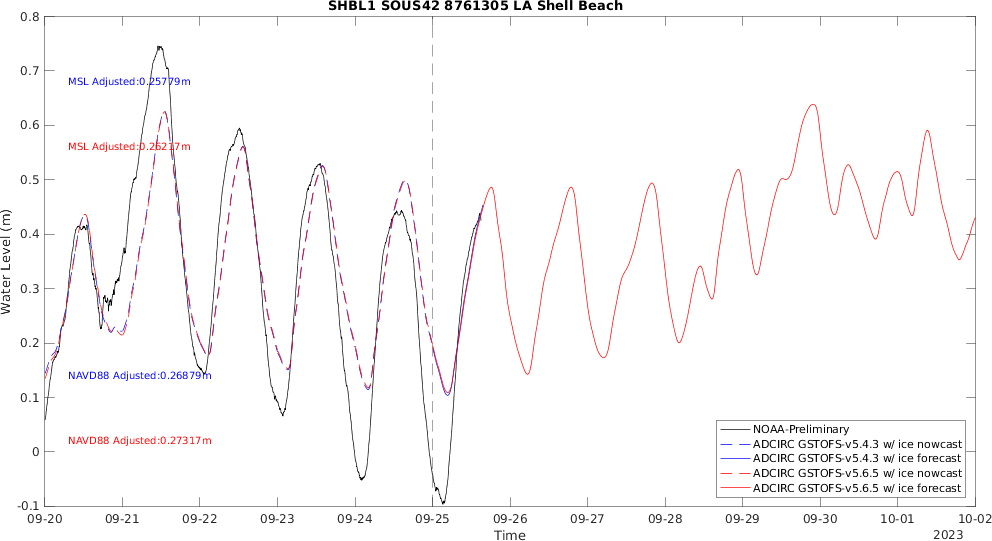 SHBL1 SOUS42 8761305 LA Shell Beach
0.8
0.7
0.6
0.5
0.4
0.3
0.2
0.1
0
-0.1
Water Level (m)
MSL Adjusted:0.25779m
MSL Adjusted:0.26217m
NAVD88 Adjusted:0.26879m
NAVD88 Adjusted:0.27317m
NOAA-Preliminary
ADCIRC GSTOFS-v5.4.3 w/ ice nowcast
ADCIRC GSTOFS-v5.4.3 w/ ice forecast
ADCIRC GSTOFS-v5.6.5 w/ ice nowcast
ADCIRC GSTOFS-v5.6.5 w/ ice forecast
09-20 09-21 09-22 09-23 09-24 09-25 09-26 09-27 09-28 09-29 09-30 10-01 10-02
Time
2023